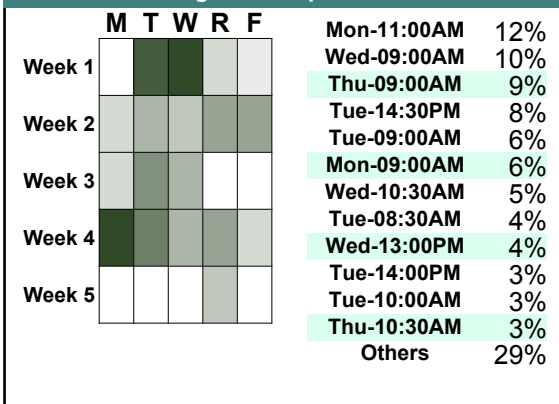 M T W R F
Week 1
Week 2
Week 3
Week 4
Week 5
Mon-11:00AM 12%
Wed-09:00AM 10%
Thu-09:00AM 9%
Tue-14:30PM 8%
Tue-09:00AM 6%
Mon-09:00AM 6%
Wed-10:30AM 5%
Tue-08:30AM 4%
Wed-13:00PM 4%
Tue-14:00PM 3%
Tue-10:00AM 3%
Thu-10:30AM 3%
Others 29%